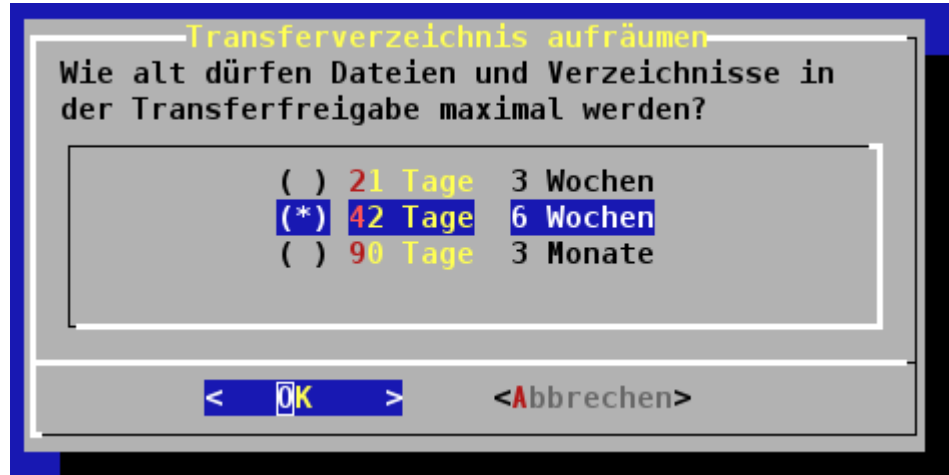 Transferverzeichnis aufräumen
Wie alt dürfen Dateien und Verzeichnisse in
der Transferfreigabe maximal werden?
( ) 21 Tage  3 Wochen
(*) 42 Tage  6 Wochen
( ) 90 Tage  3 Monate
<  OK  >  <Abbrechen>